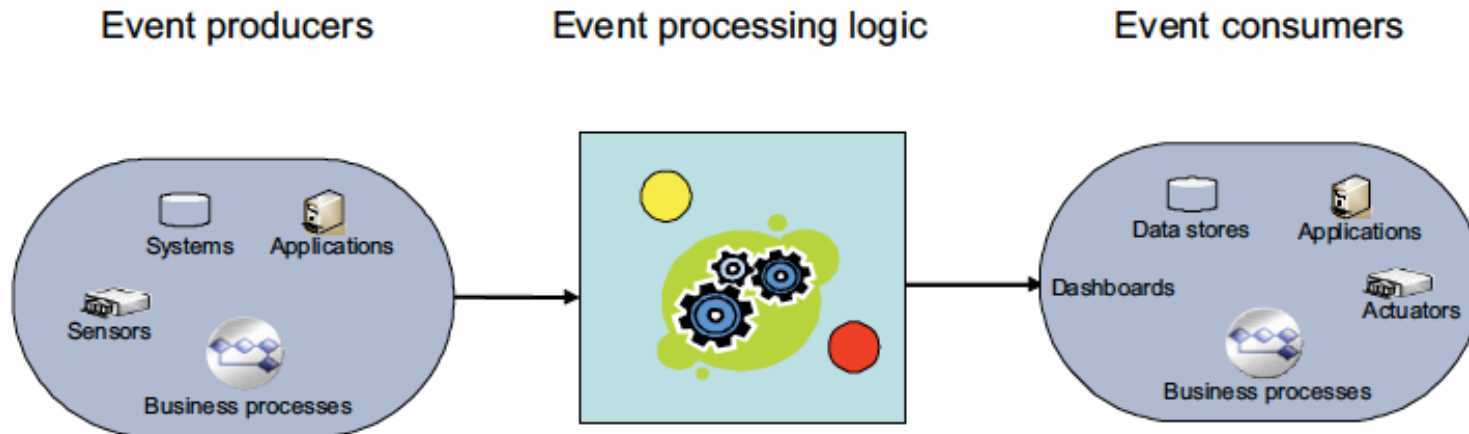 Event producers
Event processing logic
Event consumers
Systems
Applications
Sensors
Business processes
Data stores
Applications
Dashboards
Actuators
Business processes